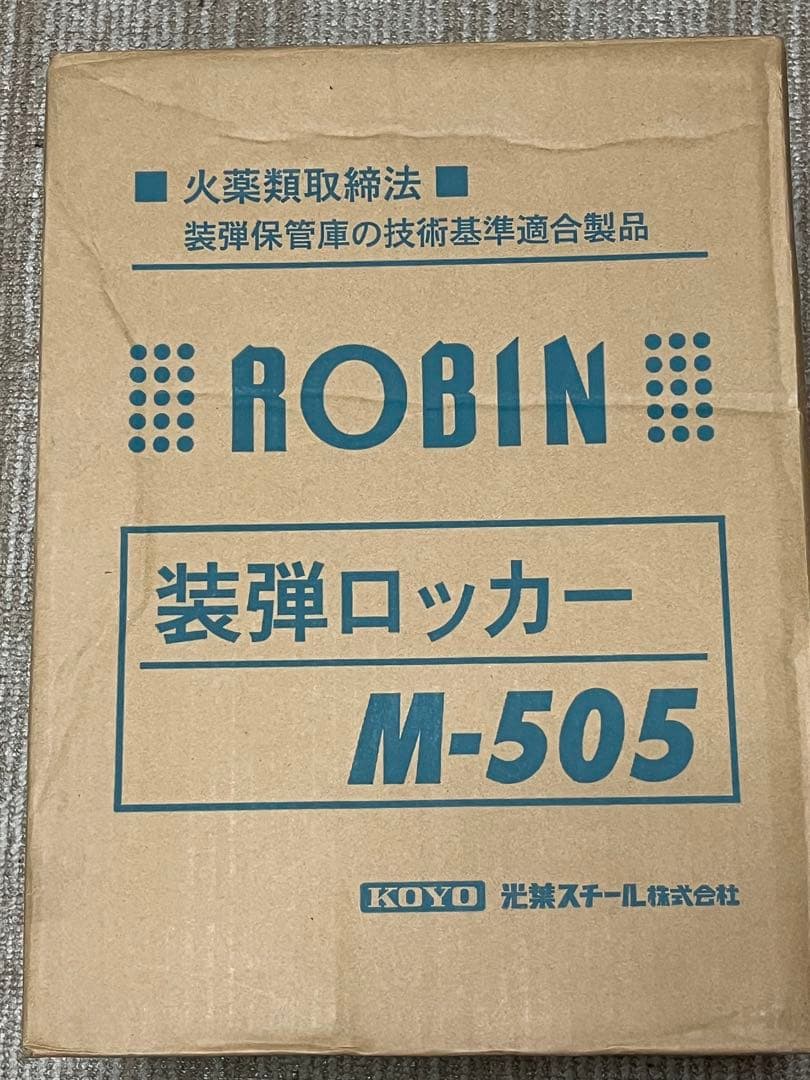 ■ 火薬類取締法 ■
装弾保管庫の技術基準適合製品
ROBIN
装弾ロッカー
M-505
KOYO 光葉スチール株式会社